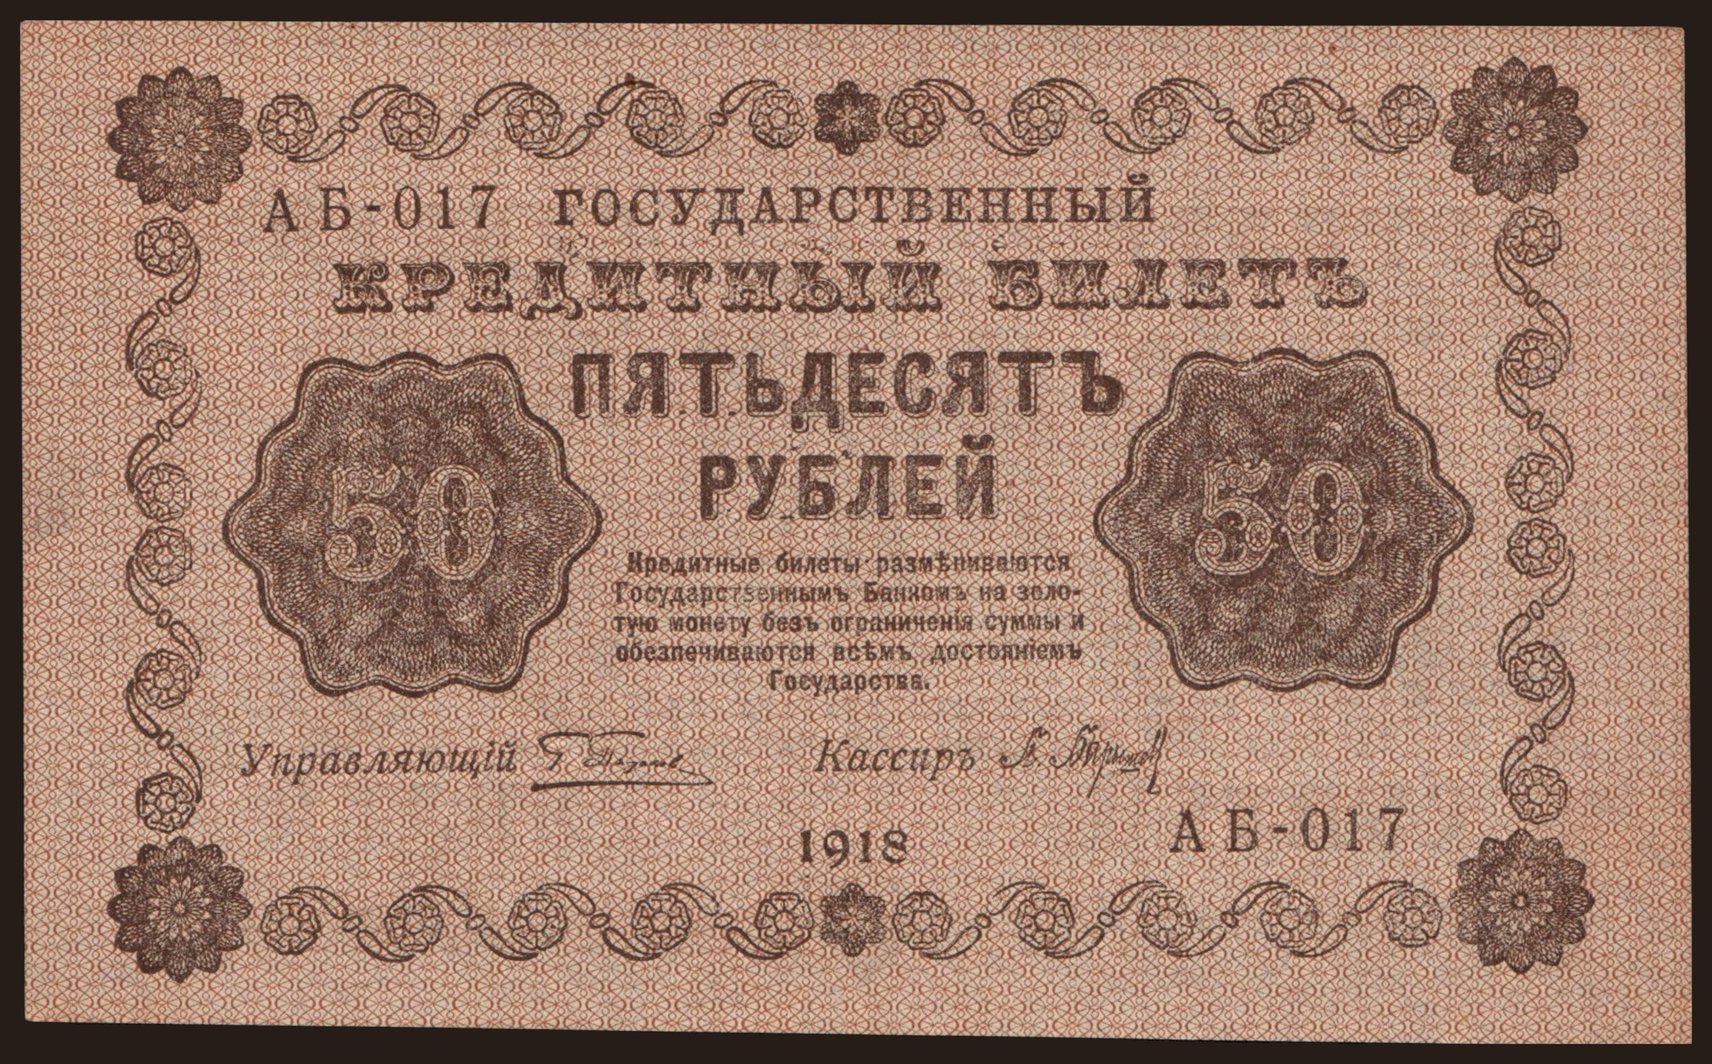 АБ-017 ГОСУДАРСТВЕННЫЙ
КРЕДИТНЫЙ БИЛЕТЪ
ПЯТЬДЕСЯТЪ
РУБЛЕЙ
50 50
Кредитные билеты размѣниваются
Государственнымъ Банкомъ на золо-
тую монету безъ ограниченія суммы и
обезпечиваются всѣмъ достояніемъ
Государства.
Управляющій Кассиръ
1918
АБ-017